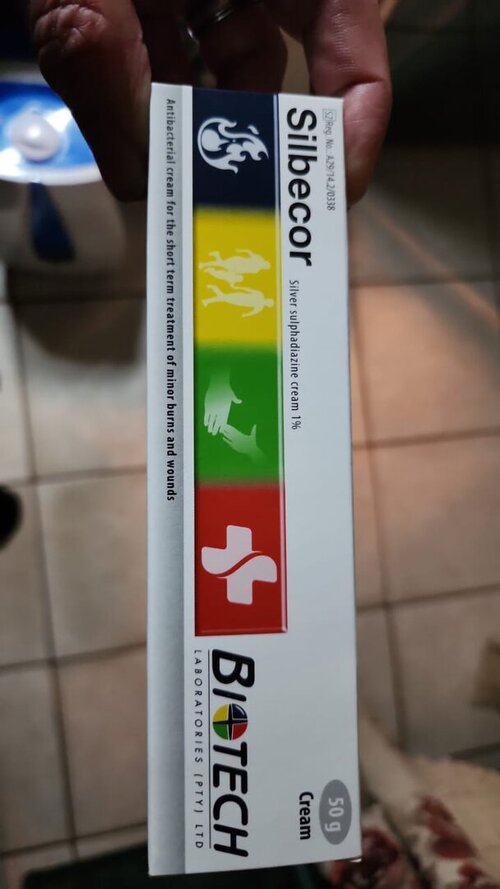 S2 Reg. No.: A29/14.2/0338
Silbecor
Silver sulphadiazine cream 1%
Antibacterial cream for the short term treatment of minor burns and wounds
BIOTECH
LABORATORIES (PTY) LTD
50 g
Cream